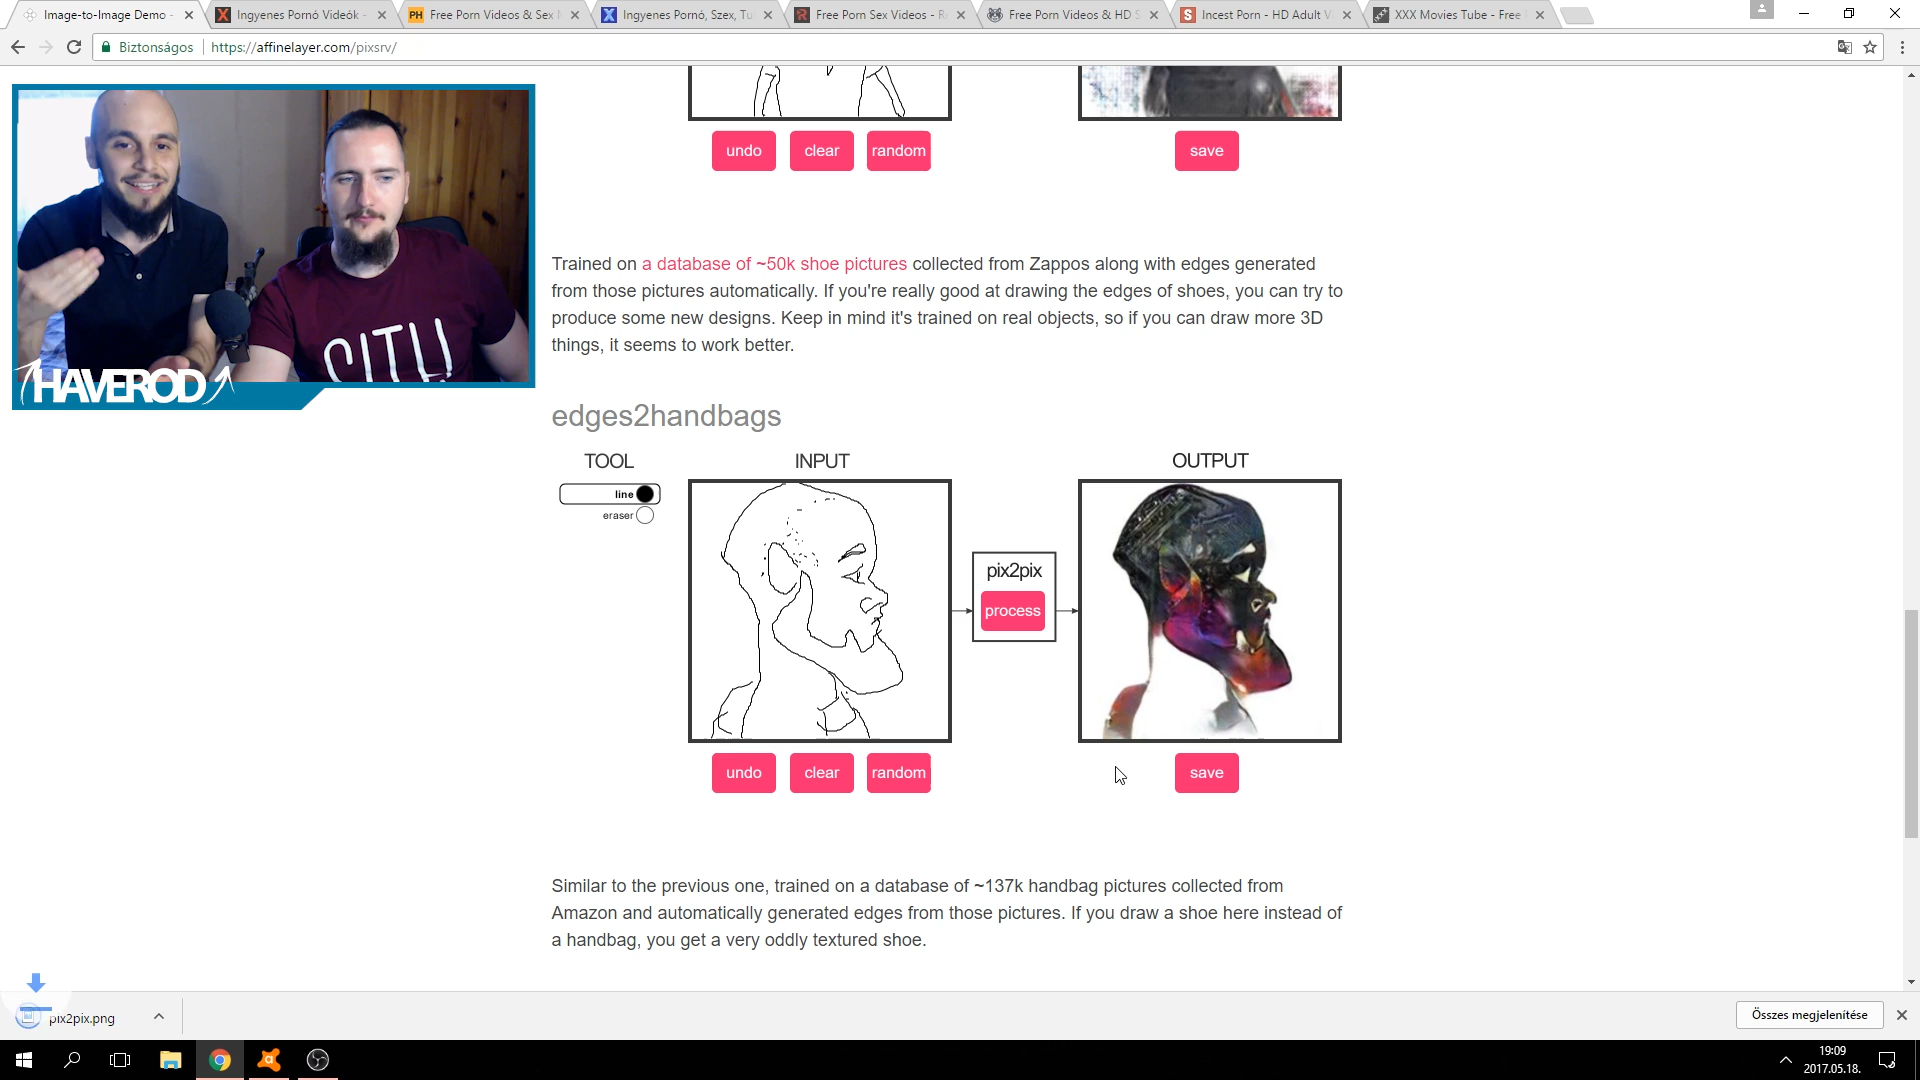 Image-to-Image Demo -
Ingyenes Pornó Videók -
PH Free Porn Videos & Sex
Ingyenes Pornó, Szex, Tu
Free Porn Sex Videos - R
Free Porn Videos & HD S
S Incest Porn - HD Adult V
XXX Movies Tube - Free
Biztonságos
https://affinelayer.com/pixsrv/
undo
clear
random
save
Trained on a database of ~50k shoe pictures collected from Zappos along with edges generated
from those pictures automatically. If you're really good at drawing the edges of shoes, you can try to
produce some new designs. Keep in mind it's trained on real objects, so if you can draw more 3D
things, it seems to work better.
HAVEROD
edges2handbags
TOOL
INPUT
OUTPUT
line
eraser
pix2pix
process
undo
clear
random
save
Similar to the previous one, trained on a database of ~137k handbag pictures collected from
Amazon and automatically generated edges from those pictures. If you draw a shoe here instead of
a handbag, you get a very oddly textured shoe.
pix2pix.png
Összes megjelenítése
19:09
2017.05.18.